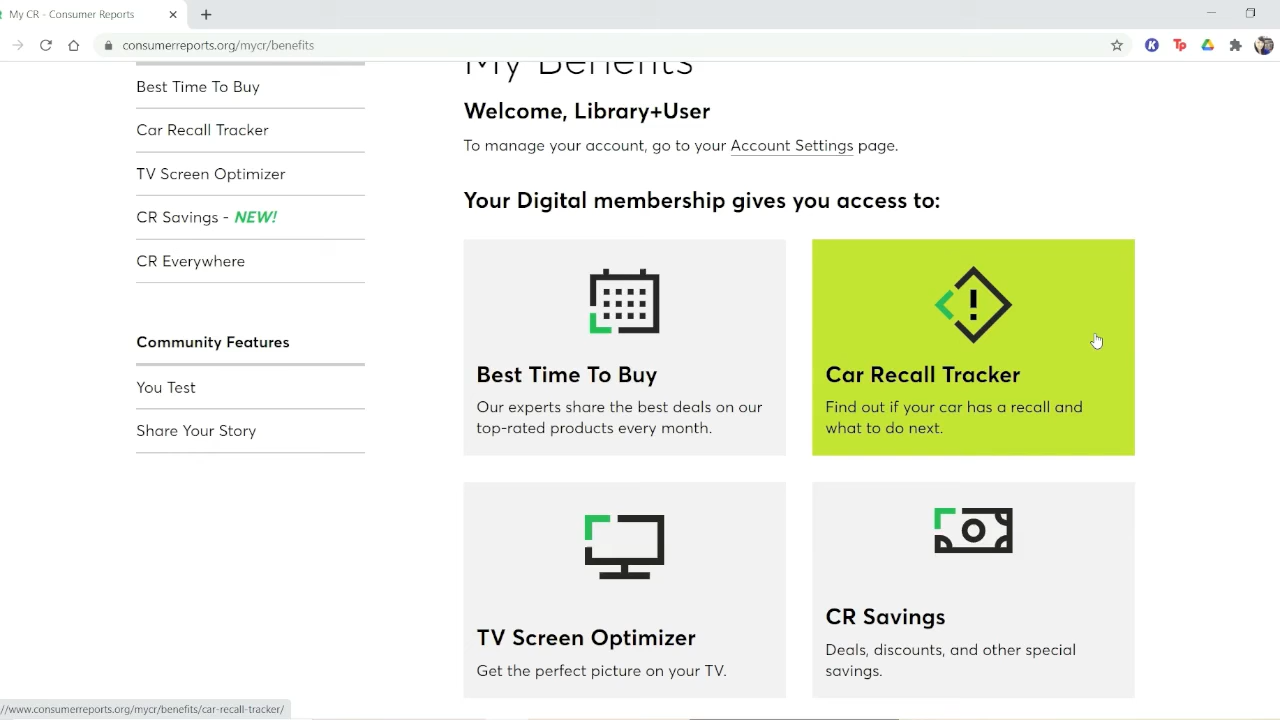 My CR - Consumer Reports
consumerreports.org/mycr/benefits
Tp
Best Time To Buy
Car Recall Tracker
TV Screen Optimizer
CR Savings - NEW!
CR Everywhere
Community Features
You Test
Share Your Story
My Benefits
Welcome, Library+User
To manage your account, go to your Account Settings page.
Your Digital membership gives you access to:
Best Time To Buy
Our experts share the best deals on our
top-rated products every month.
Car Recall Tracker
Find out if your car has a recall and
what to do next.
TV Screen Optimizer
Get the perfect picture on your TV.
CR Savings
Deals, discounts, and other special
savings.
//www.consumerreports.org/mycr/benefits/car-recall-tracker/